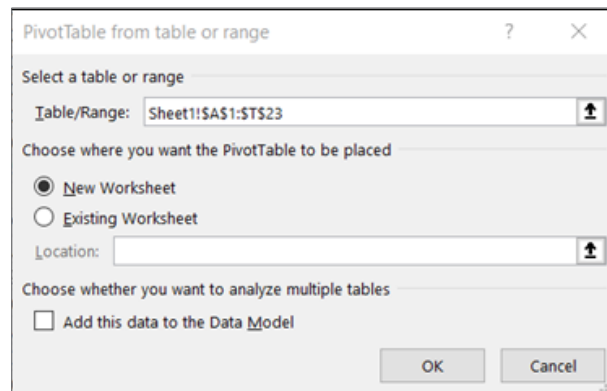 PivotTable from table or range ?
Select a table or range
Table/Range: Sheet1!$A$1:$T$23
Choose where you want the PivotTable to be placed
New Worksheet
Existing Worksheet
Location:
Choose whether you want to analyze multiple tables
Add this data to the Data Model
OK Cancel